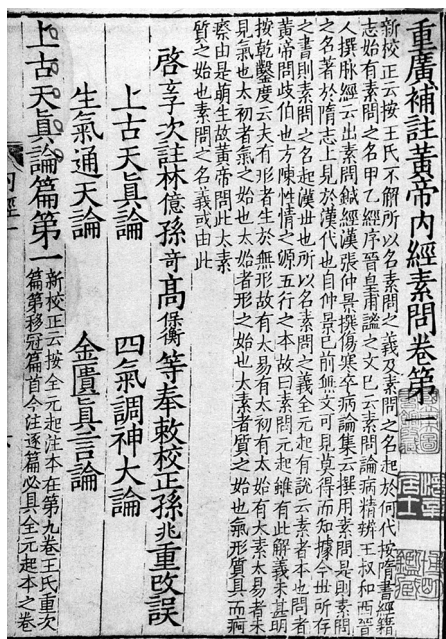 重廣補註黃帝內經素問卷第一
新校正云按王氏不解所以名素問之義及素問之名起於何代按隋書經籍
志始有素問之名甲乙經序晉皇甫謐之文已云素問論病精辨王叔和西晉
人撰脉經云出素問鍼經漢張仲景撰傷寒卒病論集云撰用素問是則素問
之名著於隋志上見於漢代也自仲景已前無文可見莫得而知據今世所存
之書則素問之名起漢世也所以名素問之義全元起有說云素者本也問者
黃帝問歧伯也方陳性情之源五行之本故曰素問元起雖有此解義未甚明
按乾鑿度云夫有形者生於無形故有太易有太初有太始有太素太易者未
見氣也太初者氣之始也太始者形之始也太素者質之始也氣形質具而痾
瘵由是萌生故黃帝問此太素
質之始也素問之名義或由此
啓玄子次註林億孫奇高保衡等奉敕校正孫兆重改誤
上古天眞論 四氣調神大論
生氣通天論 金匱眞言論
上古天眞論篇第一
新校正云按全元起注本在第九卷王氏重次
篇第移冠篇首今注逐篇必具全元起本之卷
居士